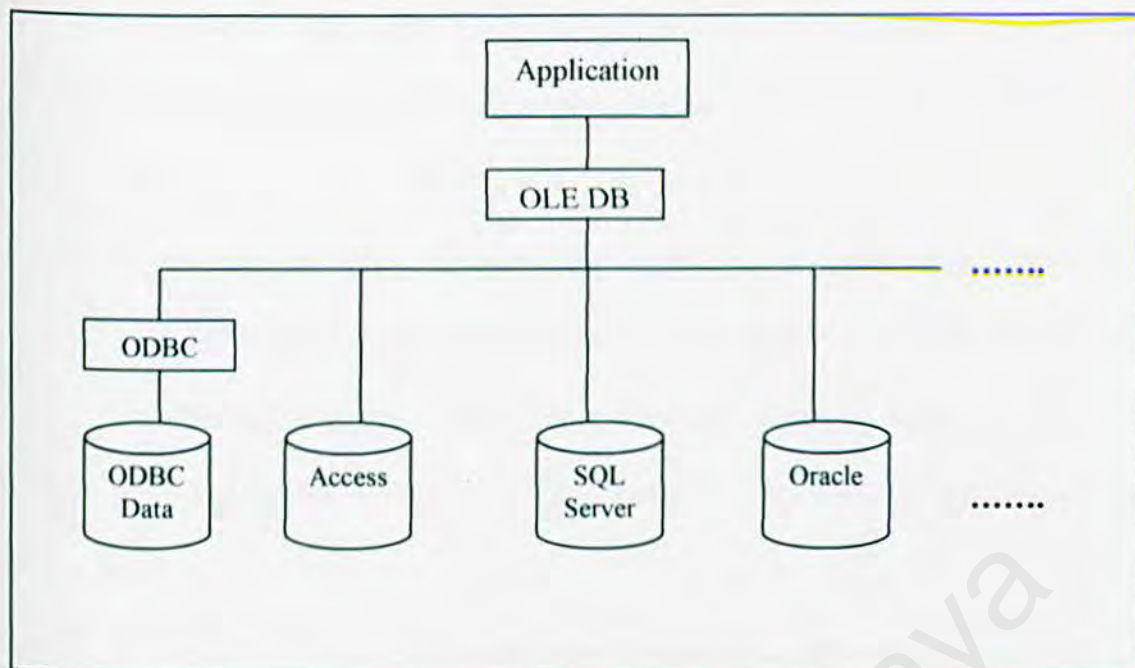 Application
OLE DB
.......
ODBC
ODBC
Data
Access
SQL
Server
Oracle
.......